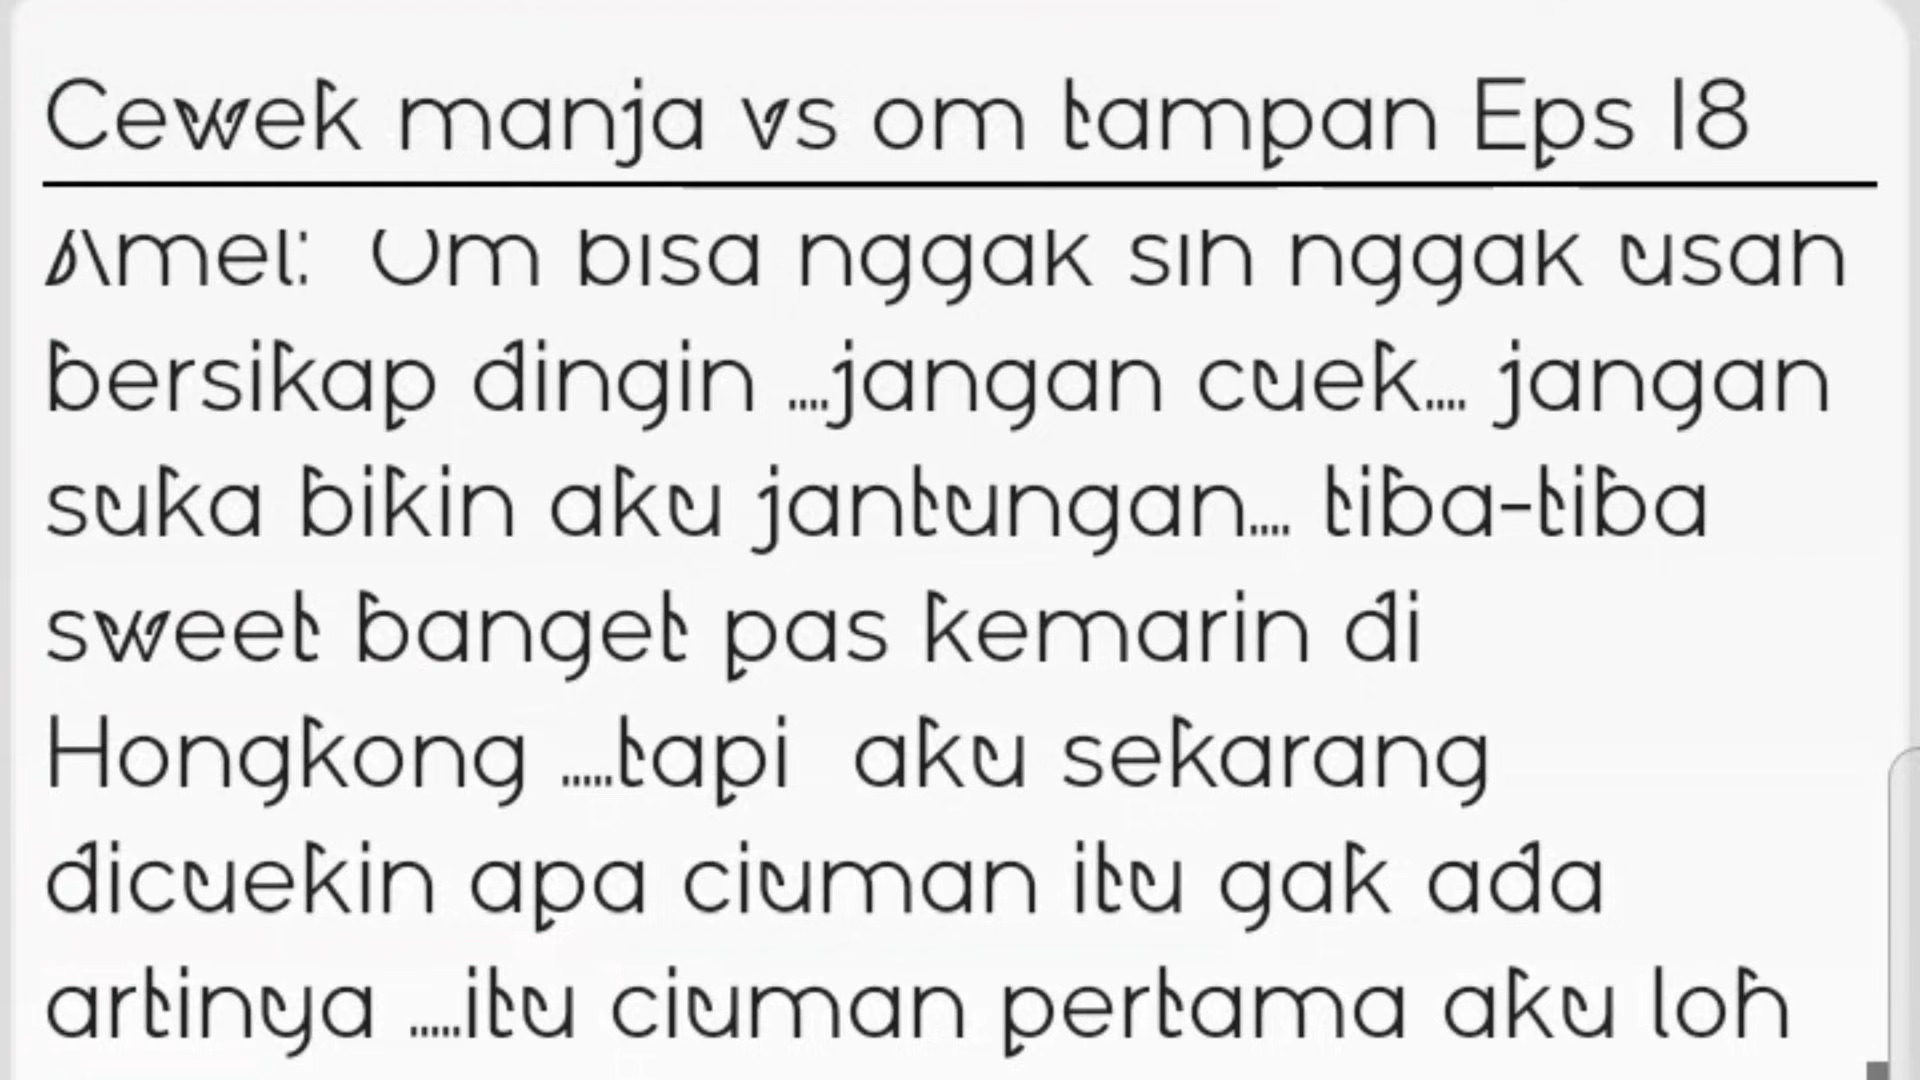 Cewek manja vs om tampan Eps 18
Amel:  Om bisa nggak sih nggak usah
bersikap dingin ....jangan cuek.... jangan
suka bikin aku jantungan.... tiba-tiba
sweet banget pas kemarin di
Hongkong .....tapi  aku sekarang
dicuekin apa ciuman itu gak ada
artinya .....itu ciuman pertama aku loh